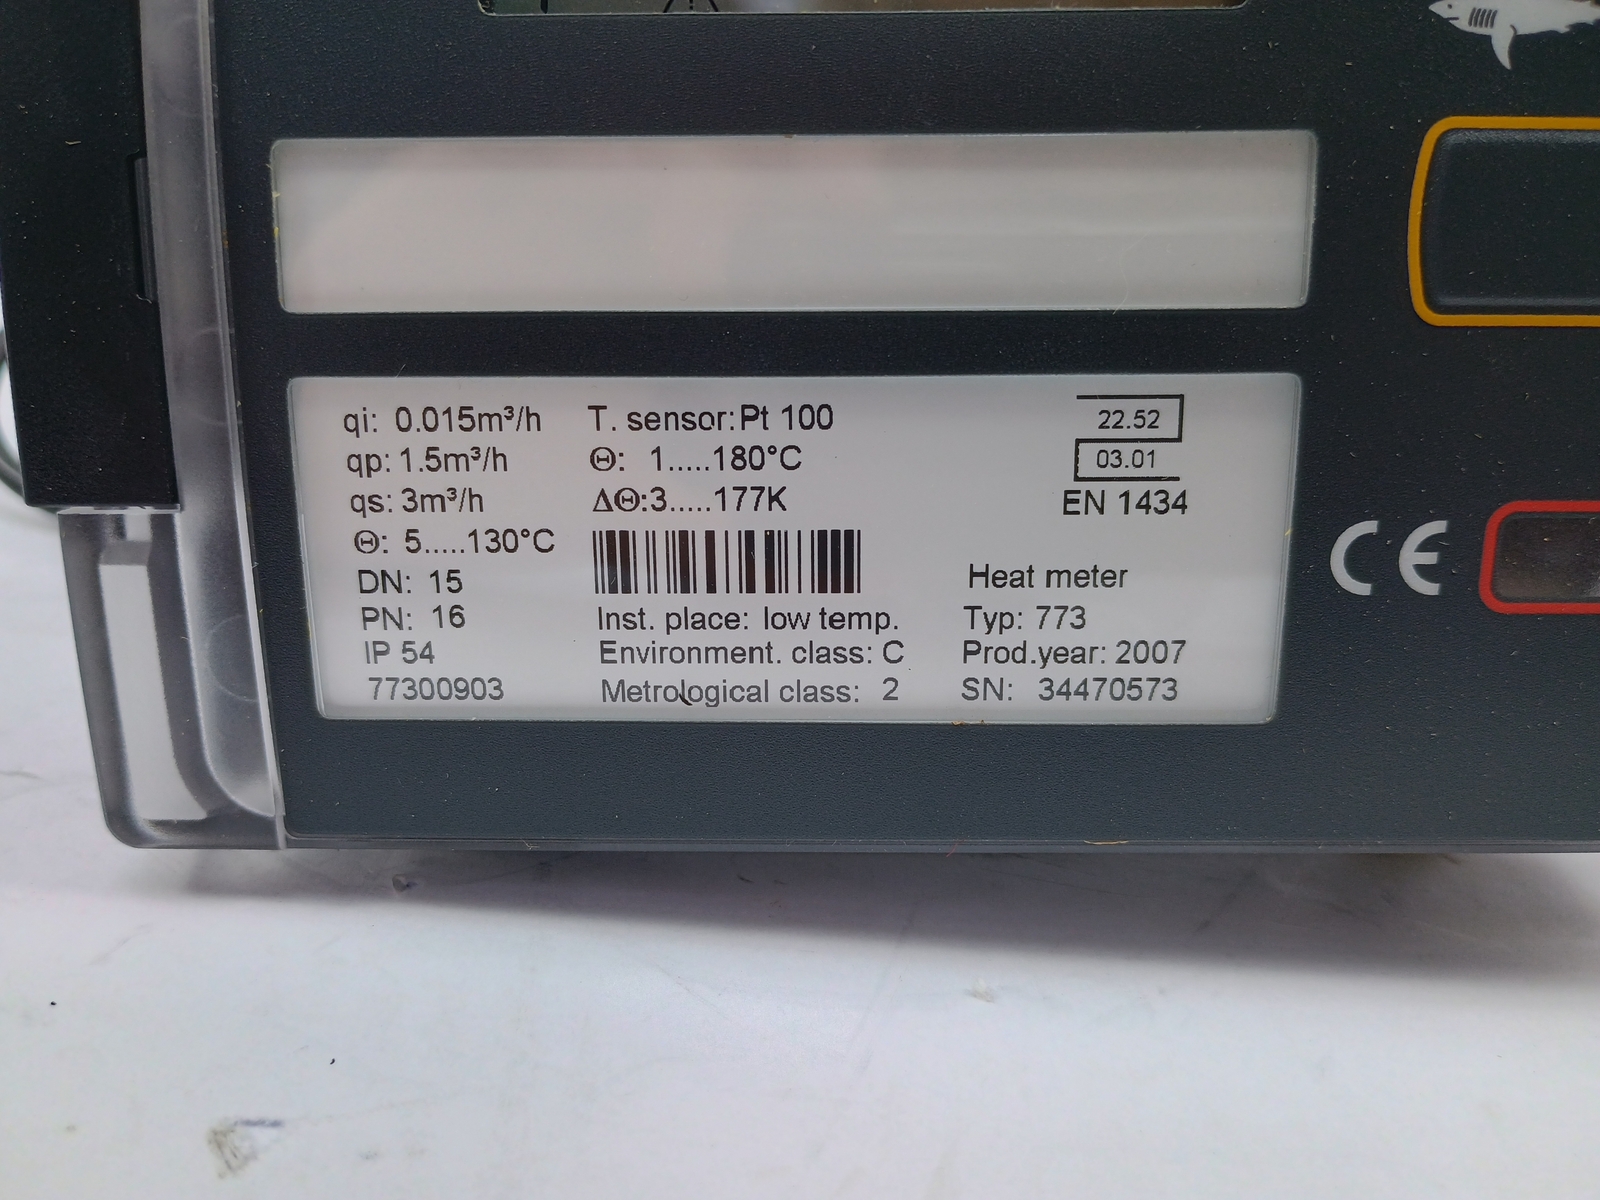 qi: 0.015m³/h
qp: 1.5m³/h
qs: 3m³/h
Θ: 5.....130°C
DN: 15
PN: 16
IP 54
77300903
T. sensor: Pt 100
Θ: 1.....180°C
ΔΘ:3.....177K
Inst. place: low temp.
Environment. class: C
Metrological class: 2
22.52
03.01
EN 1434
Heat meter
Typ: 773
Prod.year: 2007
SN: 34470573
CE